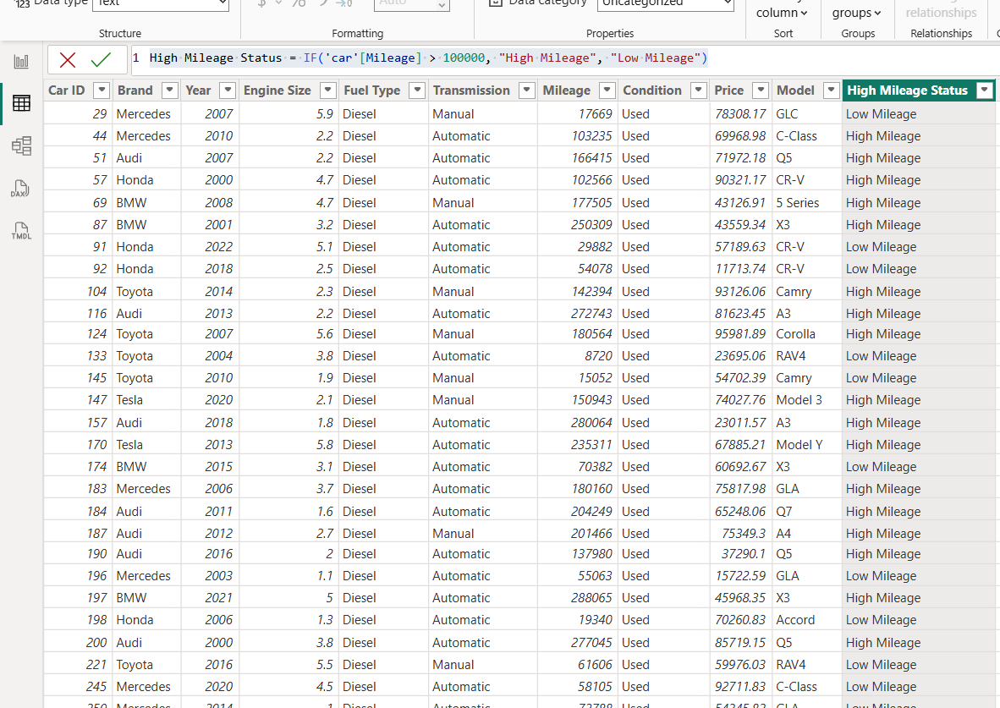 Data type Text
Auto
Data category Uncategorized
column groups relationships
Structure Formatting Properties Sort Groups Relationships
1 High Mileage Status = IF('car'[Mileage] > 100000, "High Mileage", "Low Mileage")
Car ID Brand Year Engine Size Fuel Type Transmission Mileage Condition Price Model High Mileage Status
29 Mercedes 2007 5.9 Diesel Manual 17669 Used 78308.17 GLC Low Mileage
44 Mercedes 2010 2.2 Diesel Automatic 103235 Used 69968.98 C-Class High Mileage
51 Audi 2007 2.2 Diesel Automatic 166415 Used 71972.18 Q5 High Mileage
57 Honda 2000 4.7 Diesel Automatic 102566 Used 90321.17 CR-V High Mileage
69 BMW 2008 4.7 Diesel Manual 177505 Used 43126.91 5 Series High Mileage
87 BMW 2001 3.2 Diesel Automatic 250309 Used 43559.34 X3 High Mileage
91 Honda 2022 5.1 Diesel Automatic 29882 Used 57189.63 CR-V Low Mileage
92 Honda 2018 2.5 Diesel Automatic 54078 Used 11713.74 CR-V Low Mileage
104 Toyota 2014 2.3 Diesel Manual 142394 Used 93126.06 Camry High Mileage
116 Audi 2013 2.2 Diesel Automatic 272743 Used 81623.45 A3 High Mileage
124 Toyota 2007 5.6 Diesel Manual 180564 Used 95981.89 Corolla High Mileage
133 Toyota 2004 3.8 Diesel Automatic 8720 Used 23695.06 RAV4 Low Mileage
145 Toyota 2010 1.9 Diesel Manual 15052 Used 54702.39 Camry Low Mileage
147 Tesla 2020 2.1 Diesel Manual 150943 Used 74027.76 Model 3 High Mileage
157 Audi 2018 1.8 Diesel Automatic 280064 Used 23011.57 A3 High Mileage
170 Tesla 2013 5.8 Diesel Automatic 235311 Used 67885.21 Model Y High Mileage
174 BMW 2015 3.1 Diesel Automatic 70382 Used 60692.67 X3 Low Mileage
183 Mercedes 2006 3.7 Diesel Automatic 180160 Used 75817.98 GLA High Mileage
184 Audi 2011 1.6 Diesel Automatic 204249 Used 65248.06 Q7 High Mileage
187 Audi 2012 2.7 Diesel Manual 201466 Used 75349.3 A4 High Mileage
190 Audi 2016 2 Diesel Automatic 137980 Used 37290.1 Q5 High Mileage
196 Mercedes 2003 1.1 Diesel Automatic 55063 Used 15722.59 GLA Low Mileage
197 BMW 2021 5 Diesel Automatic 288065 Used 45968.35 X3 High Mileage
198 Honda 2006 1.3 Diesel Automatic 19340 Used 70260.83 Accord Low Mileage
200 Audi 2000 3.8 Diesel Automatic 277045 Used 85719.15 Q5 High Mileage
221 Toyota 2016 5.5 Diesel Manual 61606 Used 59976.03 RAV4 Low Mileage
245 Mercedes 2020 4.5 Diesel Automatic 58105 Used 92711.83 C-Class Low Mileage
250 Mercedes 2014 1 Diesel Automatic Used GLA Low Mileage
DAX
TMDL